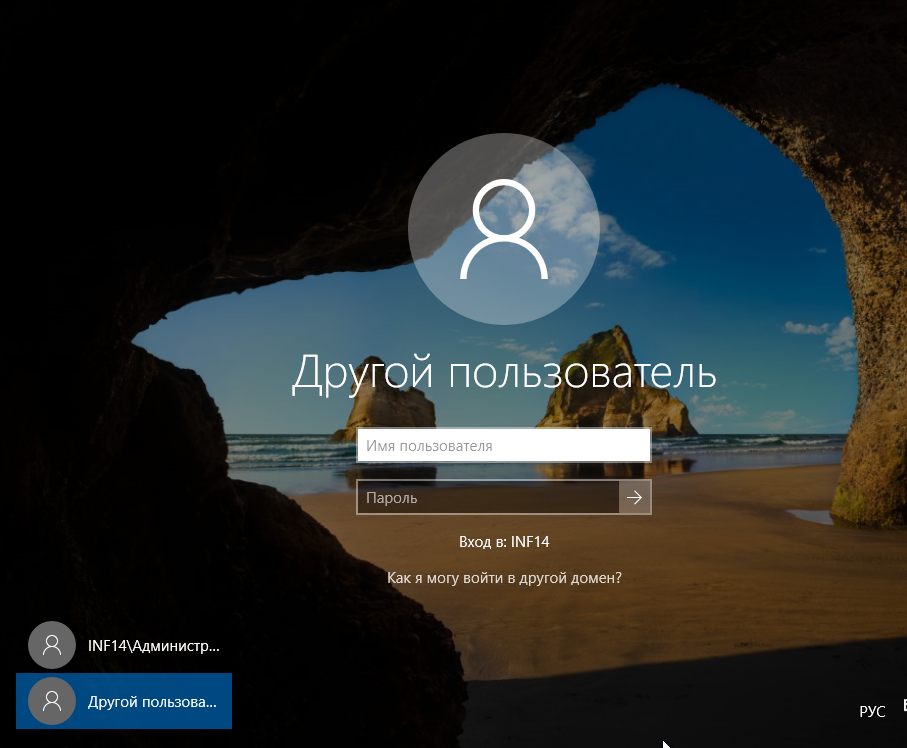 Другой пользователь
Имя пользователя
Пароль
Вход в: INF14
Как я могу войти в другой домен?
INF14\Администр...
Другой пользова...
РУС